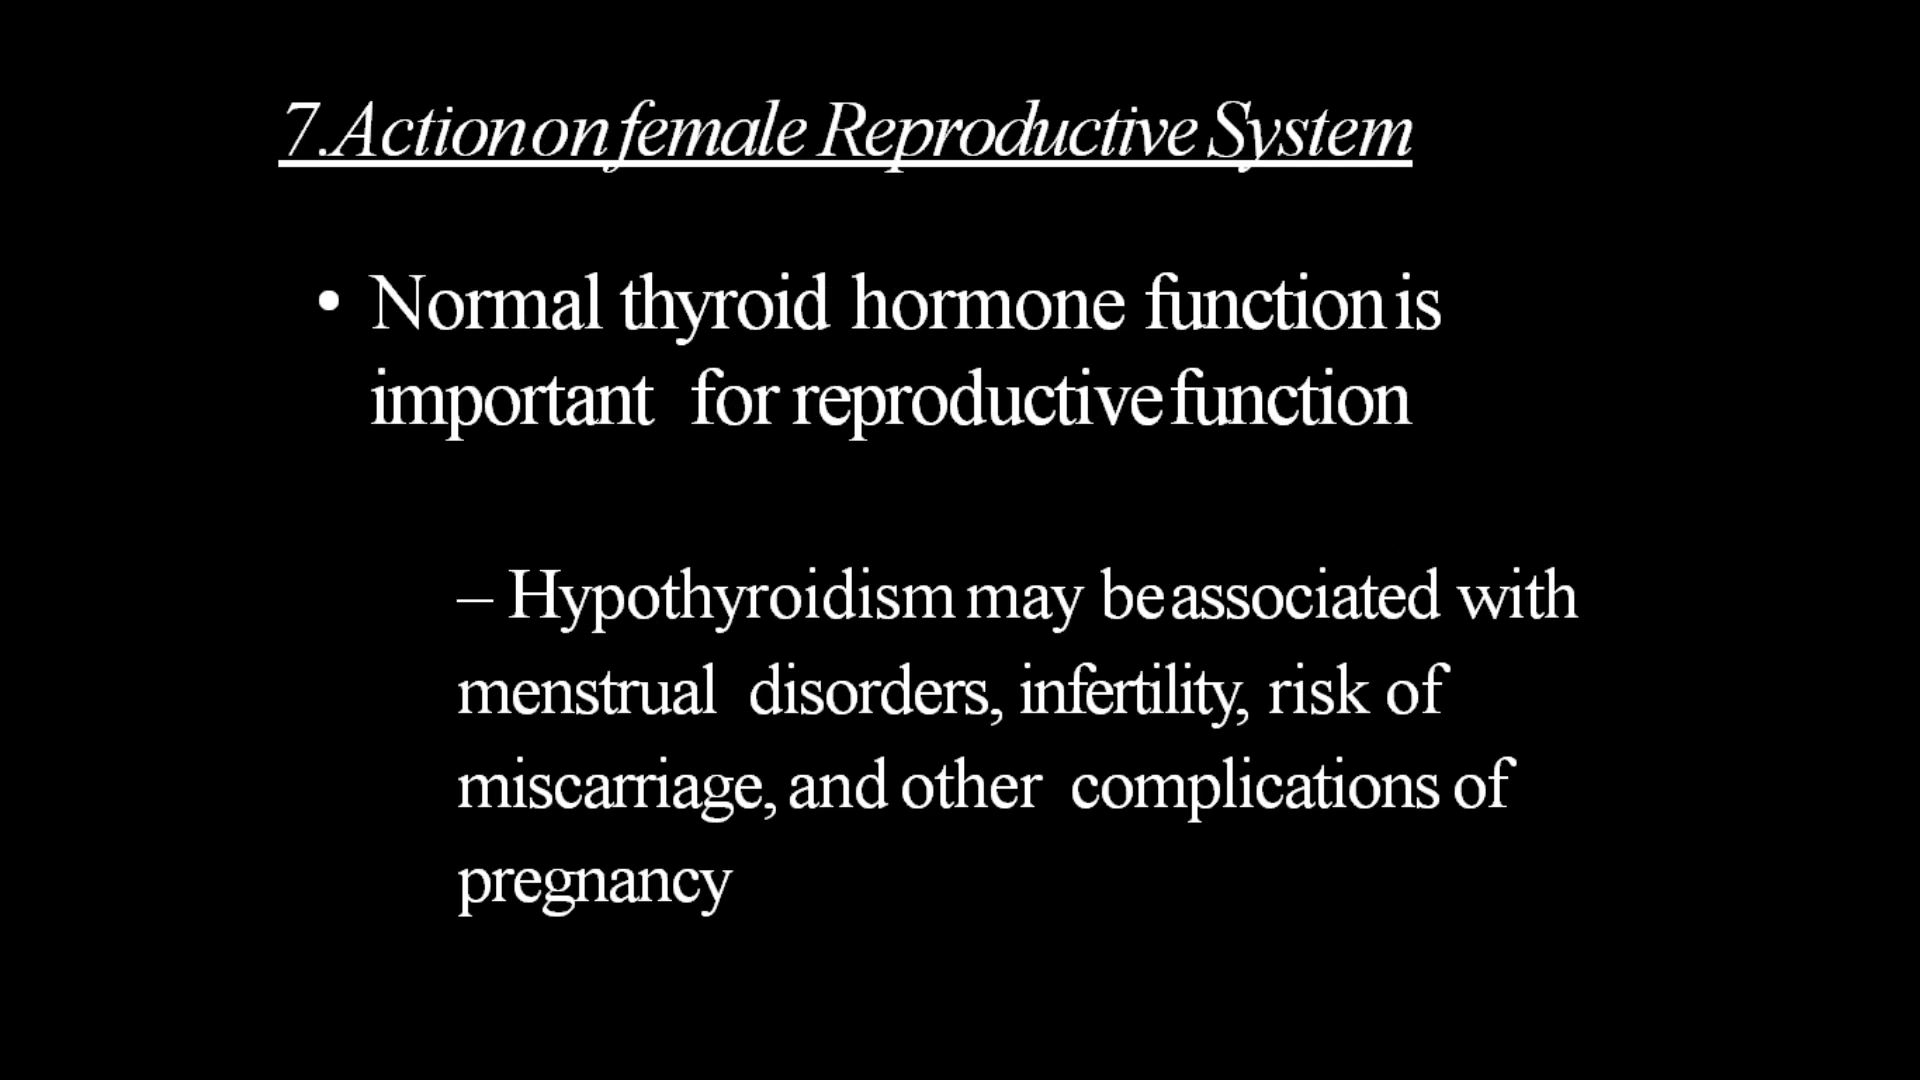 7.Action on female Reproductive System
• Normal thyroid hormone function is
important for reproductive function
– Hypothyroidism may be associated with
menstrual disorders, infertility, risk of
miscarriage, and other complications of
pregnancy